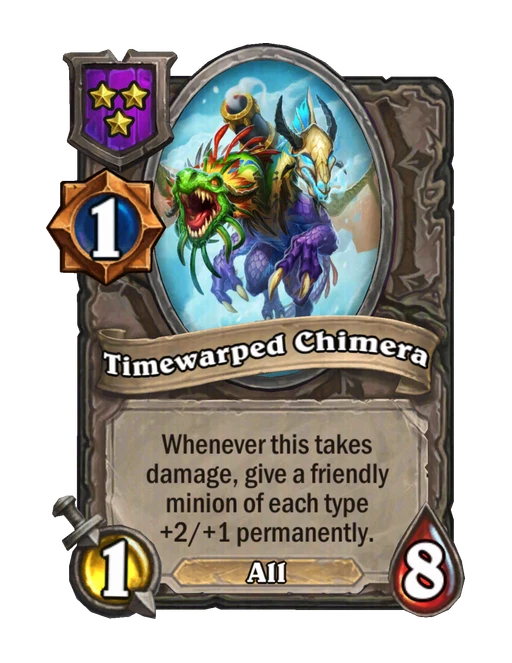 1
Timewarped Chimera
Whenever this takes
damage, give a friendly
minion of each type
+2/+1 permanently.
1
All
8